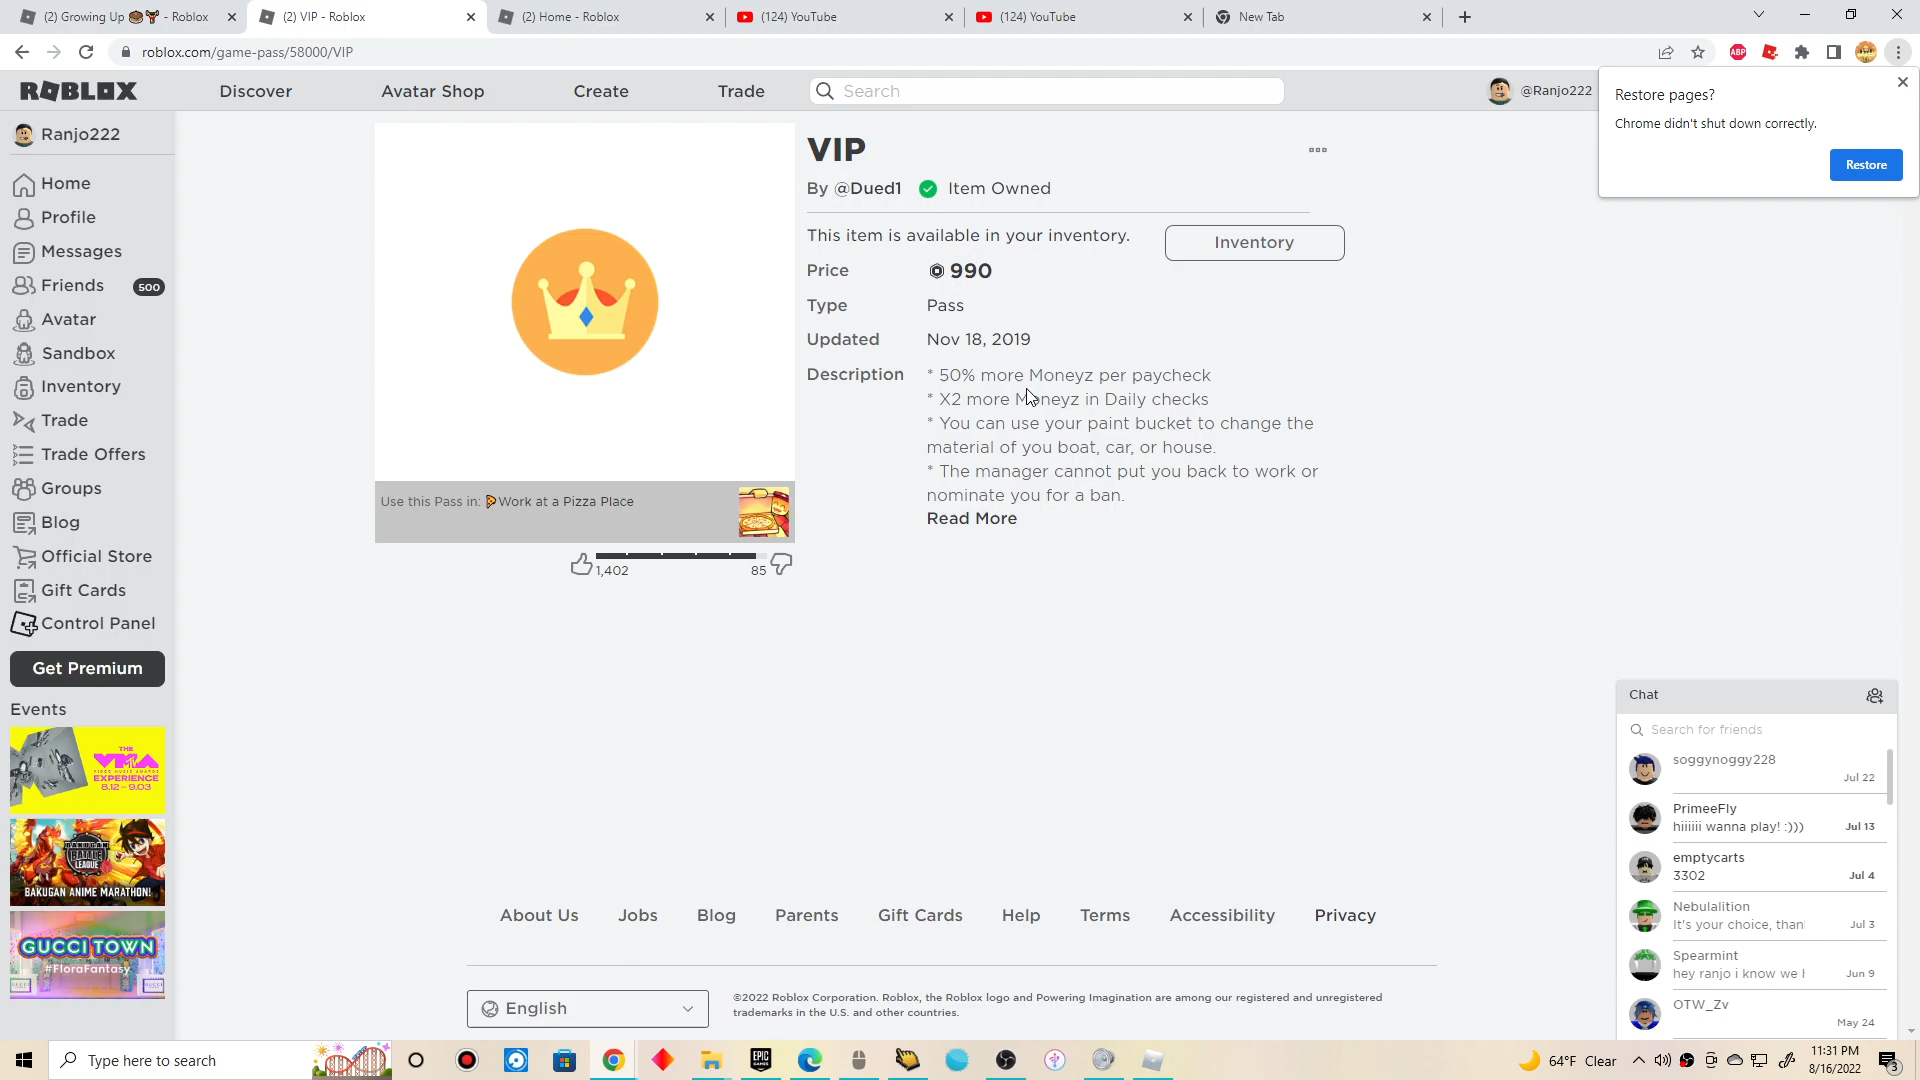 (2) Growing Up - Roblox
(2) VIP - Roblox
(2) Home - Roblox
(124) YouTube
(124) YouTube
New Tab
roblox.com/game-pass/58000/VIP
ABP
ROBLOX
Discover
Avatar Shop
Create
Trade
Search
@Ranjo222
Restore pages?
Chrome didn't shut down correctly.
Restore
Ranjo222
Home
Profile
Messages
Friends 500
Avatar
Sandbox
Inventory
Trade
Trade Offers
Groups
Blog
Official Store
Gift Cards
Control Panel
Get Premium
Events
THE
VMA
VIDEO MUSIC AWARDS
EXPERIENCE
8.12 - 9.03
BAKUGAN
BATTLE
LEAGUE
BAKUGAN ANIME MARATHON!
GUCCI TOWN
#FloraFantasy
VIP
By @Dued1 Item Owned
This item is available in your inventory.
Inventory
Price 990
Type Pass
Updated Nov 18, 2019
Description * 50% more Moneyz per paycheck
* X2 more Moneyz in Daily checks
* You can use your paint bucket to change the
material of you boat, car, or house.
* The manager cannot put you back to work or
nominate you for a ban.
Read More
Use this Pass in: Work at a Pizza Place
1,402 85
Chat
Search for friends
soggynoggy228
Jul 22
PrimeeFly
hiiiiii wanna play! :))) Jul 13
emptycarts
3302 Jul 4
Nebulalition
It's your choice, than Jul 3
Spearmint
hey ranjo i know we h Jun 9
OTW_Zv
May 24
About Us Jobs Blog Parents Gift Cards Help Terms Accessibility Privacy
English
©2022 Roblox Corporation. Roblox, the Roblox logo and Powering Imagination are among our registered and unregistered
trademarks in the U.S. and other countries.
Type here to search
EPIC
GAMES
64°F Clear
11:31 PM
8/16/2022
3